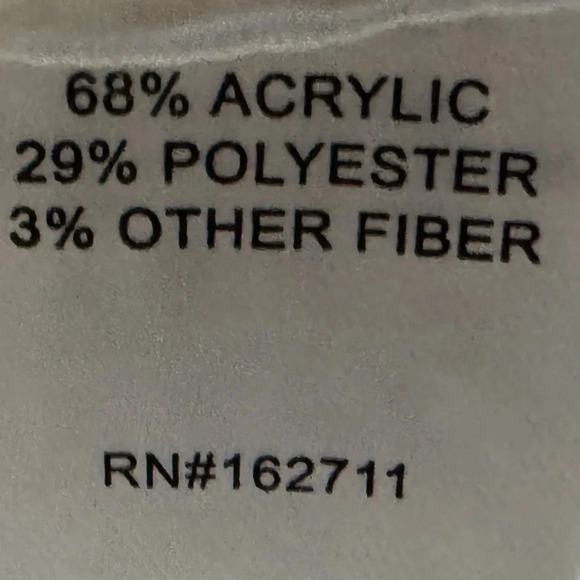 68% ACRYLIC
29% POLYESTER
3% OTHER FIBER
RN#162711